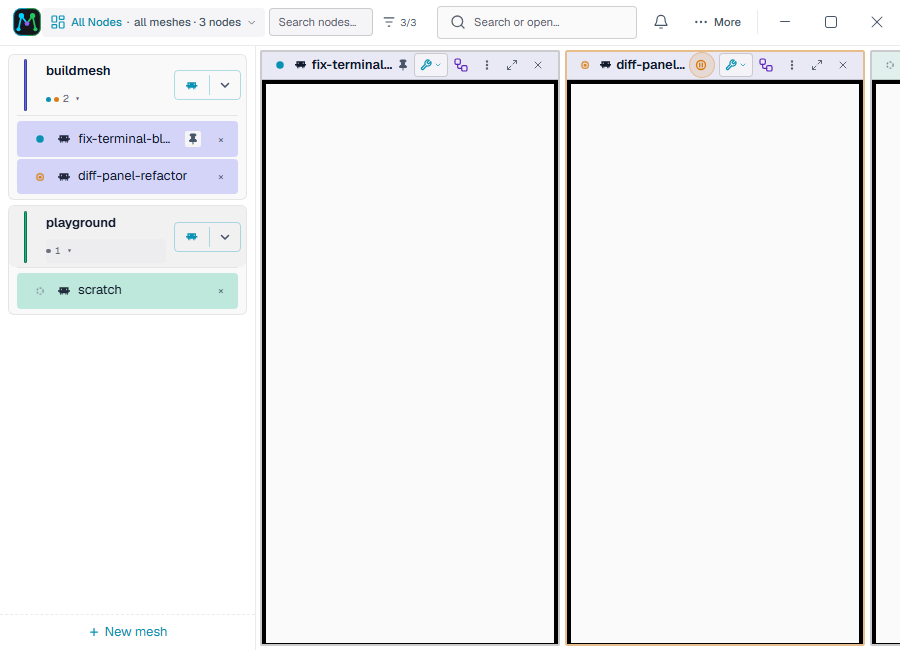 All Nodes · all meshes · 3 nodes
Search nodes...
3/3
Search or open...
More
buildmesh
2
fix-terminal-bl...
diff-panel-refactor
playground
1
scratch
New mesh
fix-terminal...
diff-panel...